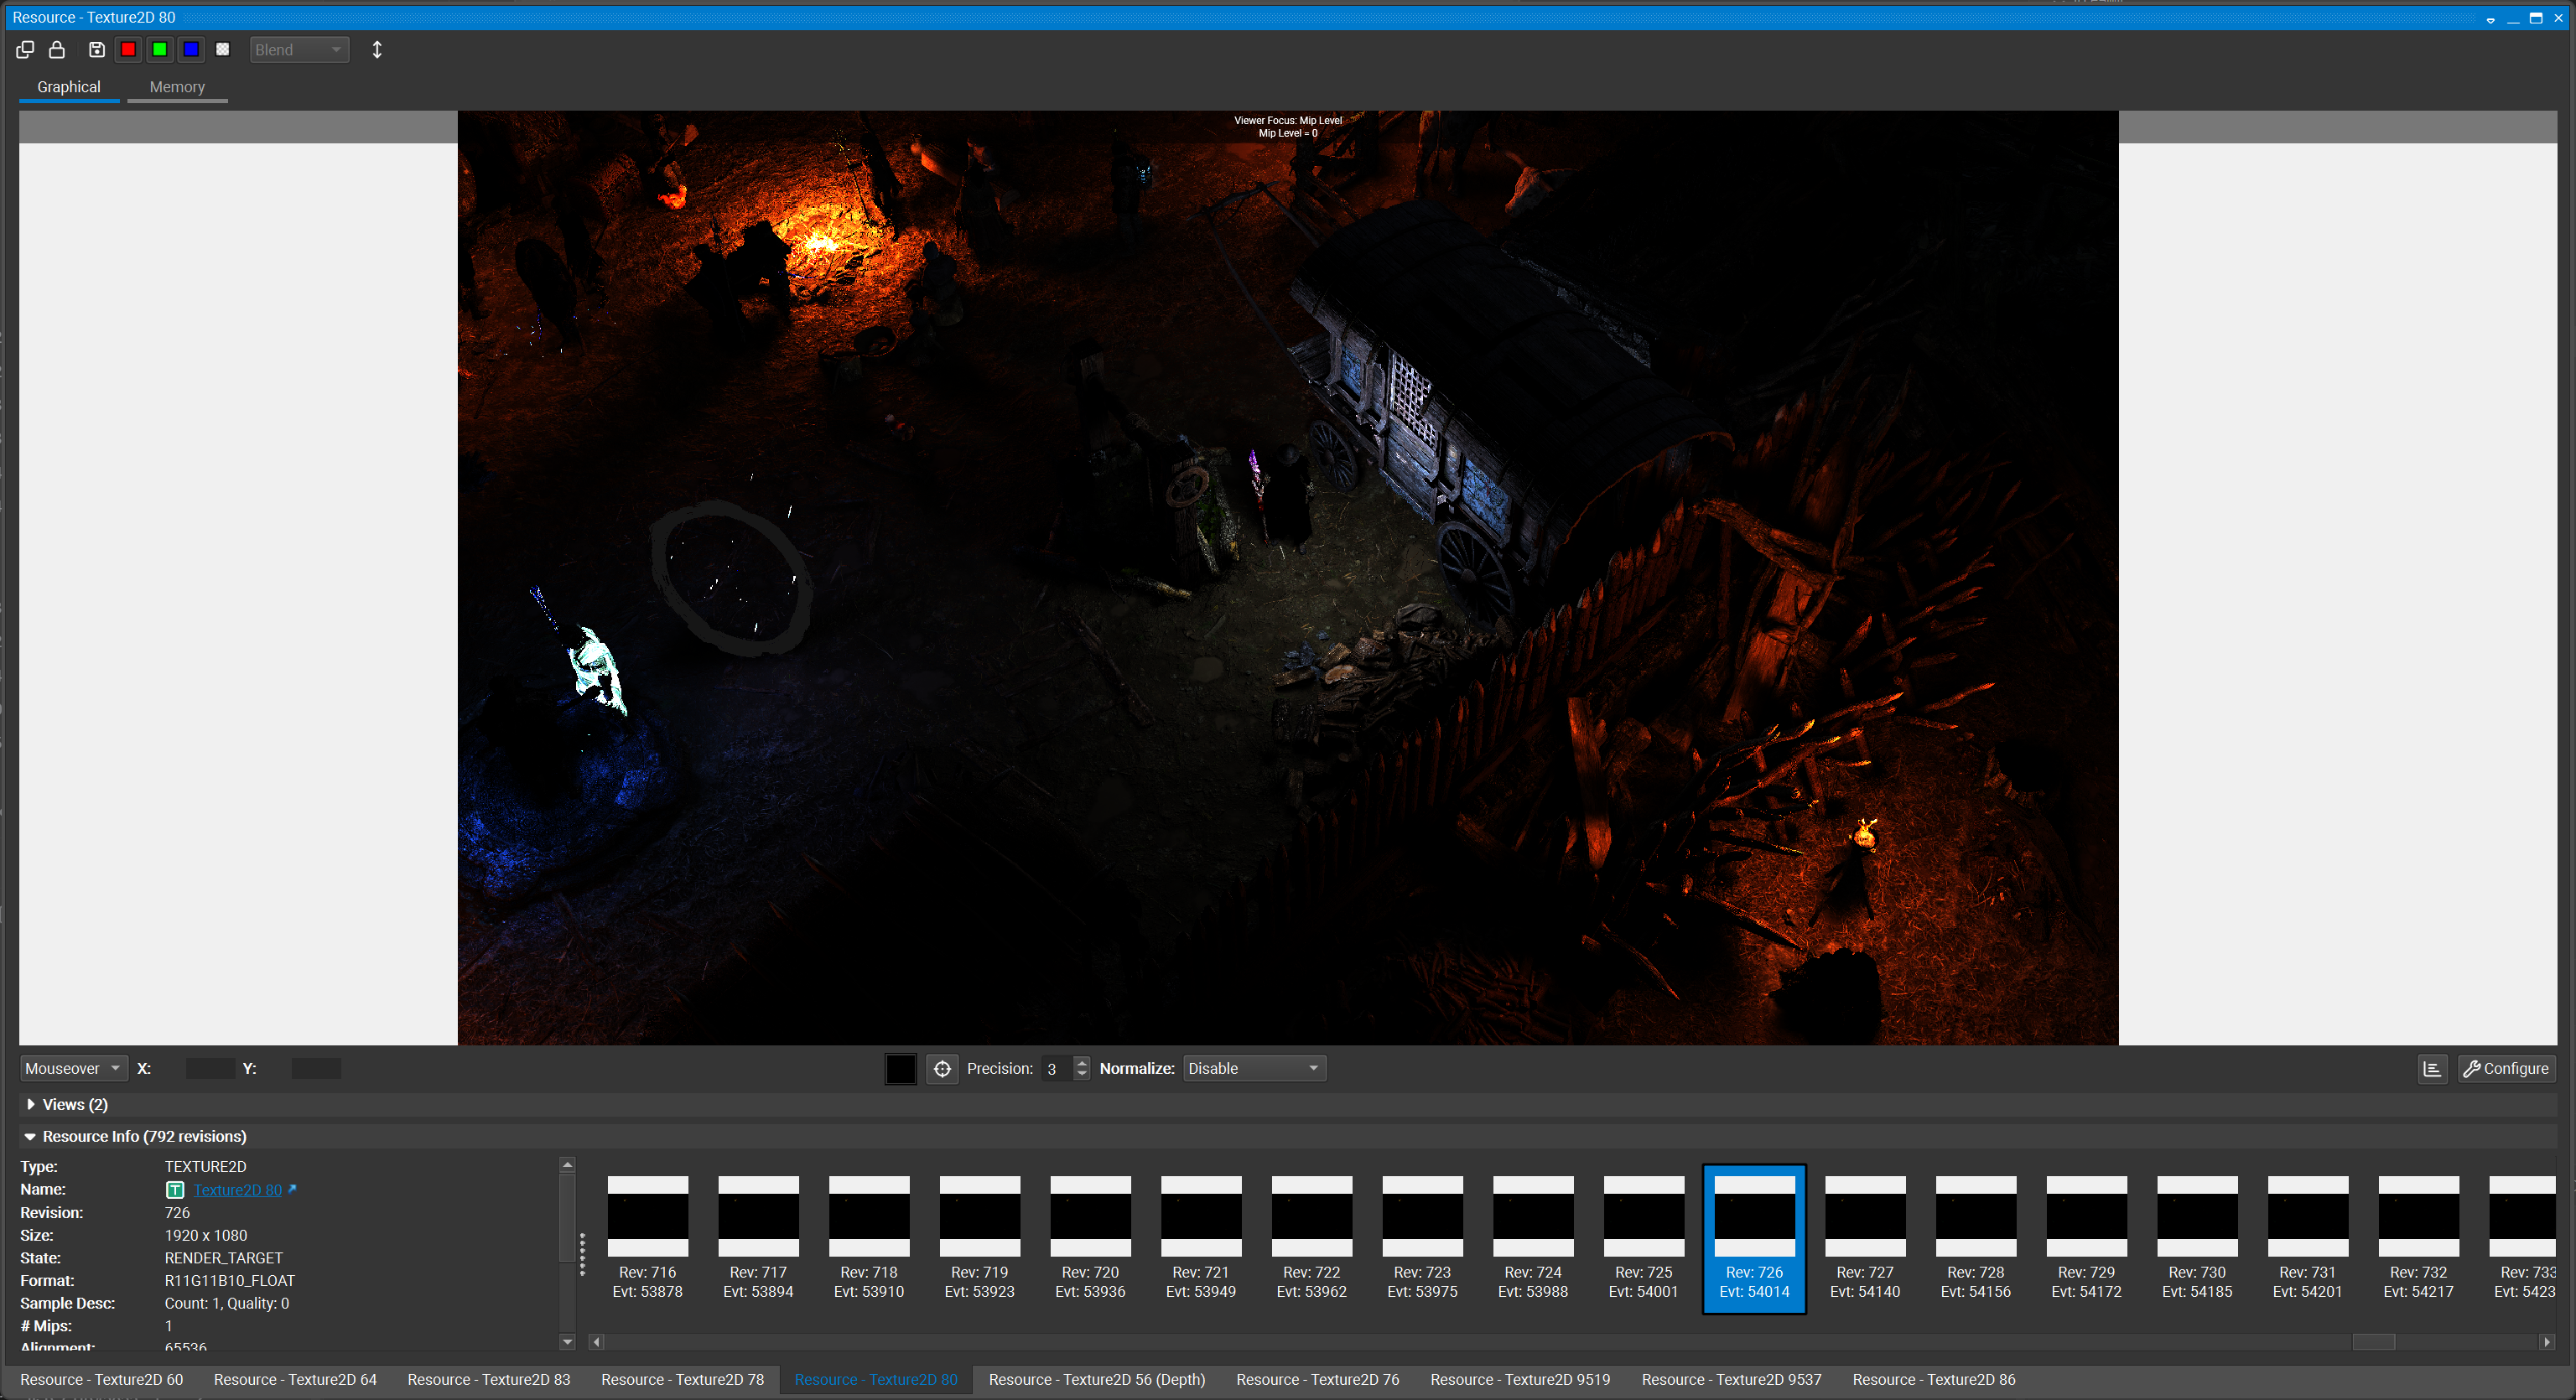 Resource - Texture2D 80
Blend
Graphical Memory
Viewer Focus: Mip Level
Mip Level = 0
Mouseover X: Y: Precision: 3 Normalize: Disable Configure
Views (2)
Resource Info (792 revisions)
Type: TEXTURE2D
Name: T Texture2D 80
Revision: 726
Size: 1920 x 1080
State: RENDER_TARGET
Format: R11G11B10_FLOAT
Sample Desc: Count: 1, Quality: 0
# Mips: 1
Alignment: 65536
Rev: 716 Rev: 717 Rev: 718 Rev: 719 Rev: 720 Rev: 721 Rev: 722 Rev: 723 Rev: 724 Rev: 725 Rev: 726 Rev: 727 Rev: 728 Rev: 729 Rev: 730 Rev: 731 Rev: 732 Rev: 733
Evt: 53878 Evt: 53894 Evt: 53910 Evt: 53923 Evt: 53936 Evt: 53949 Evt: 53962 Evt: 53975 Evt: 53988 Evt: 54001 Evt: 54014 Evt: 54140 Evt: 54156 Evt: 54172 Evt: 54185 Evt: 54201 Evt: 54217 Evt: 5423
Resource - Texture2D 60 Resource - Texture2D 64 Resource - Texture2D 83 Resource - Texture2D 78 Resource - Texture2D 80 Resource - Texture2D 56 (Depth) Resource - Texture2D 76 Resource - Texture2D 9519 Resource - Texture2D 9537 Resource - Texture2D 86